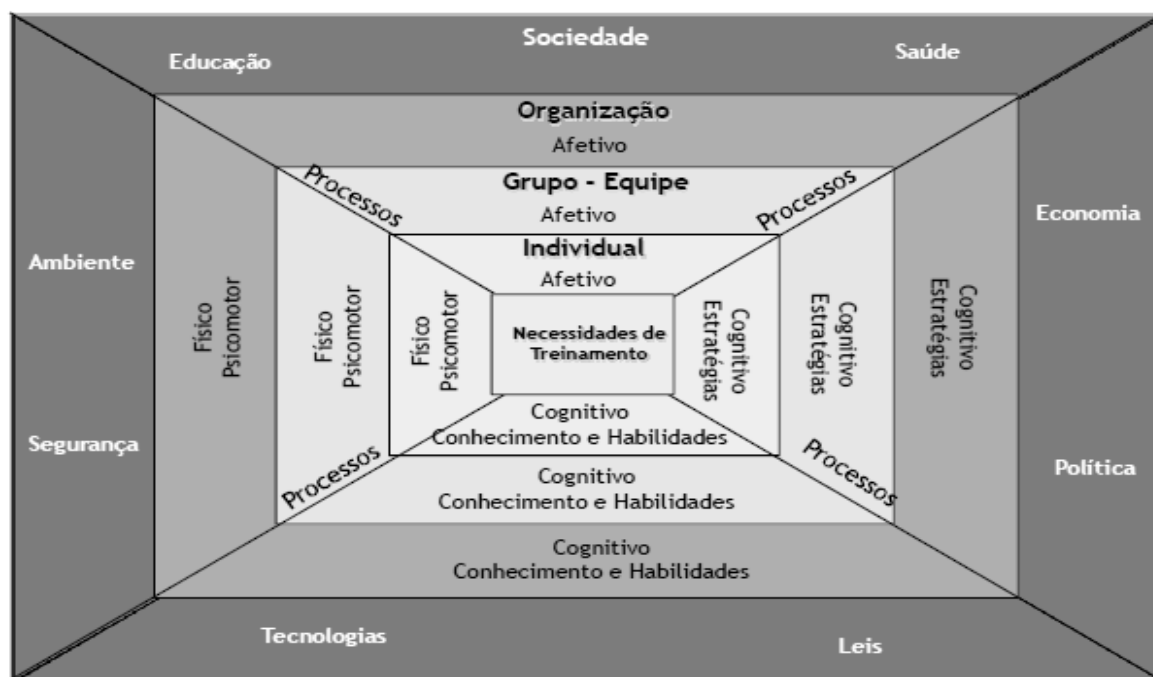 Sociedade
Educação
Saúde
Organização
Afetivo
Processos
Grupo - Equipe
Processos
Afetivo
Economia
Individual
Ambiente
Afetivo
Físico
Psicomotor
Físico
Psicomotor
Físico
Psicomotor
Necessidades de
Treinamento
Cognitivo
Estratégias
Cognitivo
Estratégias
Cognitivo
Estratégias
Cognitivo
Conhecimento e Habilidades
Segurança
Política
Processos
Processos
Cognitivo
Conhecimento e Habilidades
Cognitivo
Conhecimento e Habilidades
Tecnologias
Leis